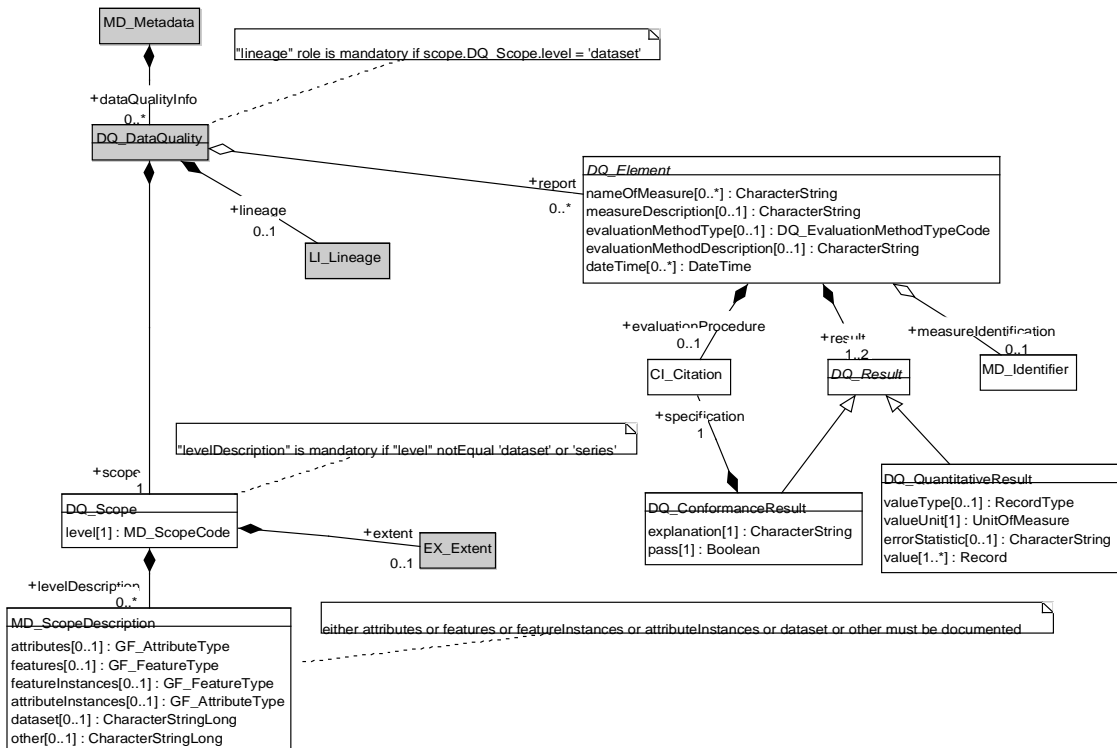 MD_Metadata
"lineage" role is mandatory if scope.DQ_Scope.level = 'dataset'
+dataQualityInfo
0..*
DQ_DataQuality
DQ_Element
nameOfMeasure[0..*] : CharacterString
measureDescription[0..1] : CharacterString
evaluationMethodType[0..1] : DQ_EvaluationMethodTypeCode
evaluationMethodDescription[0..1] : CharacterString
dateTime[0..*] : DateTime
+report
0..*
+lineage
0..1
LI_Lineage
+evaluationProcedure
0..1
+result
1..2
+measureIdentification
0..1
CI_Citation
DQ_Result
MD_Identifier
+specification
1
"levelDescription" is mandatory if "level" notEqual 'dataset' or 'series'
+scope
1
DQ_Scope
level[1] : MD_ScopeCode
+extent
0..1
EX_Extent
DQ_ConformanceResult
explanation[1] : CharacterString
pass[1] : Boolean
DQ_QuantitativeResult
valueType[0..1] : RecordType
valueUnit[1] : UnitOfMeasure
errorStatistic[0..1] : CharacterString
value[1..*] : Record
+levelDescription
0..*
MD_ScopeDescription
attributes[0..1] : GF_AttributeType
features[0..1] : GF_FeatureType
featureInstances[0..1] : GF_FeatureType
attributeInstances[0..1] : GF_AttributeType
dataset[0..1] : CharacterStringLong
other[0..1] : CharacterStringLong
either attributes or features or featureInstances or attributeInstances or dataset or other must be documented